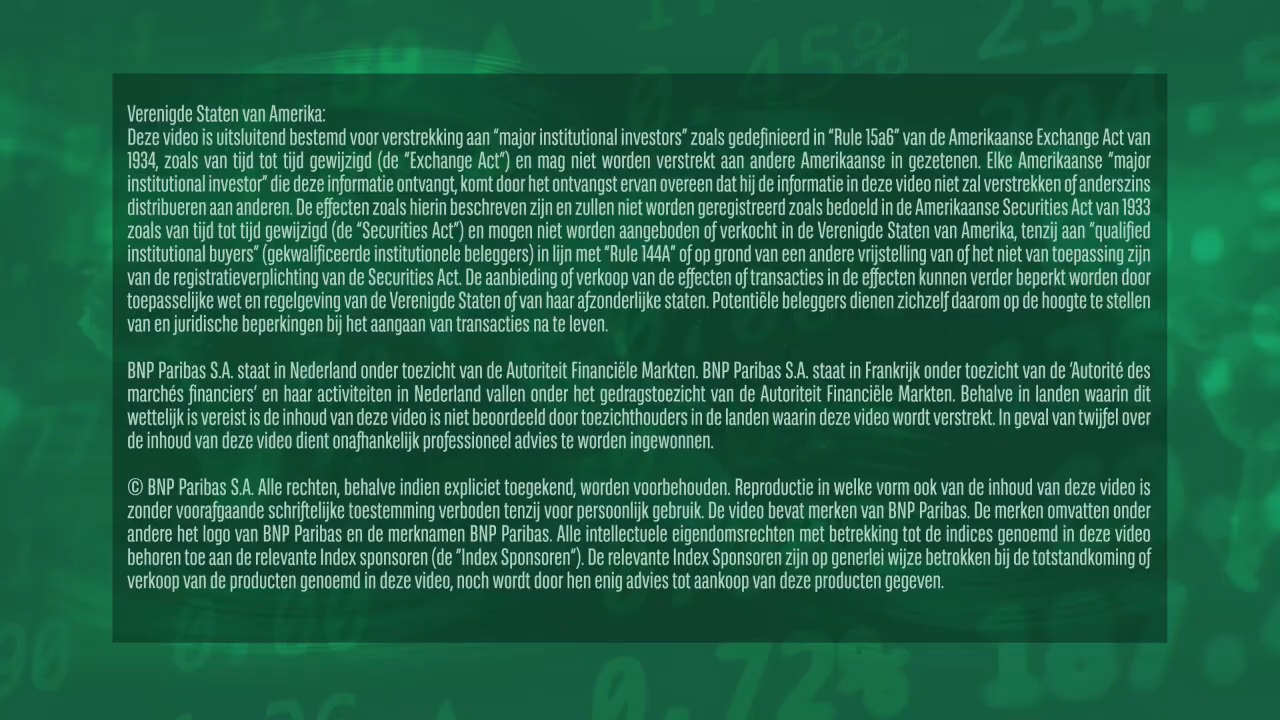 Verenigde Staten van Amerika:
Deze video is uitsluitend bestemd voor verstrekking aan “major institutional investors” zoals gedefinieerd in “Rule 15a6” van de Amerikaanse Exchange Act van
1934, zoals van tijd tot tijd gewijzigd (de “Exchange Act”) en mag niet worden verstrekt aan andere Amerikaanse in gezetenen. Elke Amerikaanse “major
institutional investor” die deze informatie ontvangt, komt door het ontvangst ervan overeen dat hij de informatie in deze video niet zal verstrekken of anderszins
distribueren aan anderen. De effecten zoals hierin beschreven zijn en zullen niet worden geregistreerd zoals bedoeld in de Amerikaanse Securities Act van 1933
zoals van tijd tot tijd gewijzigd (de “Securities Act”) en mogen niet worden aangeboden of verkocht in de Verenigde Staten van Amerika, tenzij aan “qualified
institutional buyers” (gekwalificeerde institutionele beleggers) in lijn met “Rule 144A” of op grond van een andere vrijstelling van of het niet van toepassing zijn
van de registratieverplichting van de Securities Act. De aanbieding of verkoop van de effecten of transacties in de effecten kunnen verder beperkt worden door
toepasselijke wet en regelgeving van de Verenigde Staten of van haar afzonderlijke staten. Potentiële beleggers dienen zichzelf daarom op de hoogte te stellen
van en juridische beperkingen bij het aangaan van transacties na te leven.
BNP Paribas S.A. staat in Nederland onder toezicht van de Autoriteit Financiële Markten. BNP Paribas S.A. staat in Frankrijk onder toezicht van de ‘Autorité des
marchés financiers’ en haar activiteiten in Nederland vallen onder het gedragstoezicht van de Autoriteit Financiële Markten. Behalve in landen waarin dit
wettelijk is vereist is de inhoud van deze video is niet beoordeeld door toezichthouders in de landen waarin deze video wordt verstrekt. In geval van twijfel over
de inhoud van deze video dient onafhankelijk professioneel advies te worden ingewonnen.
© BNP Paribas S.A. Alle rechten, behalve indien expliciet toegekend, worden voorbehouden. Reproductie in welke vorm ook van de inhoud van deze video is
zonder voorafgaande schriftelijke toestemming verboden tenzij voor persoonlijk gebruik. De video bevat merken van BNP Paribas. De merken omvatten onder
andere het logo van BNP Paribas en de merknamen BNP Paribas. Alle intellectuele eigendomsrechten met betrekking tot de indices genoemd in deze video
behoren toe aan de relevante Index sponsoren (de “Index Sponsoren”). De relevante Index Sponsoren zijn op generlei wijze betrokken bij de totstandkoming of
verkoop van de producten genoemd in deze video, noch wordt door hen enig advies tot aankoop van deze producten gegeven.